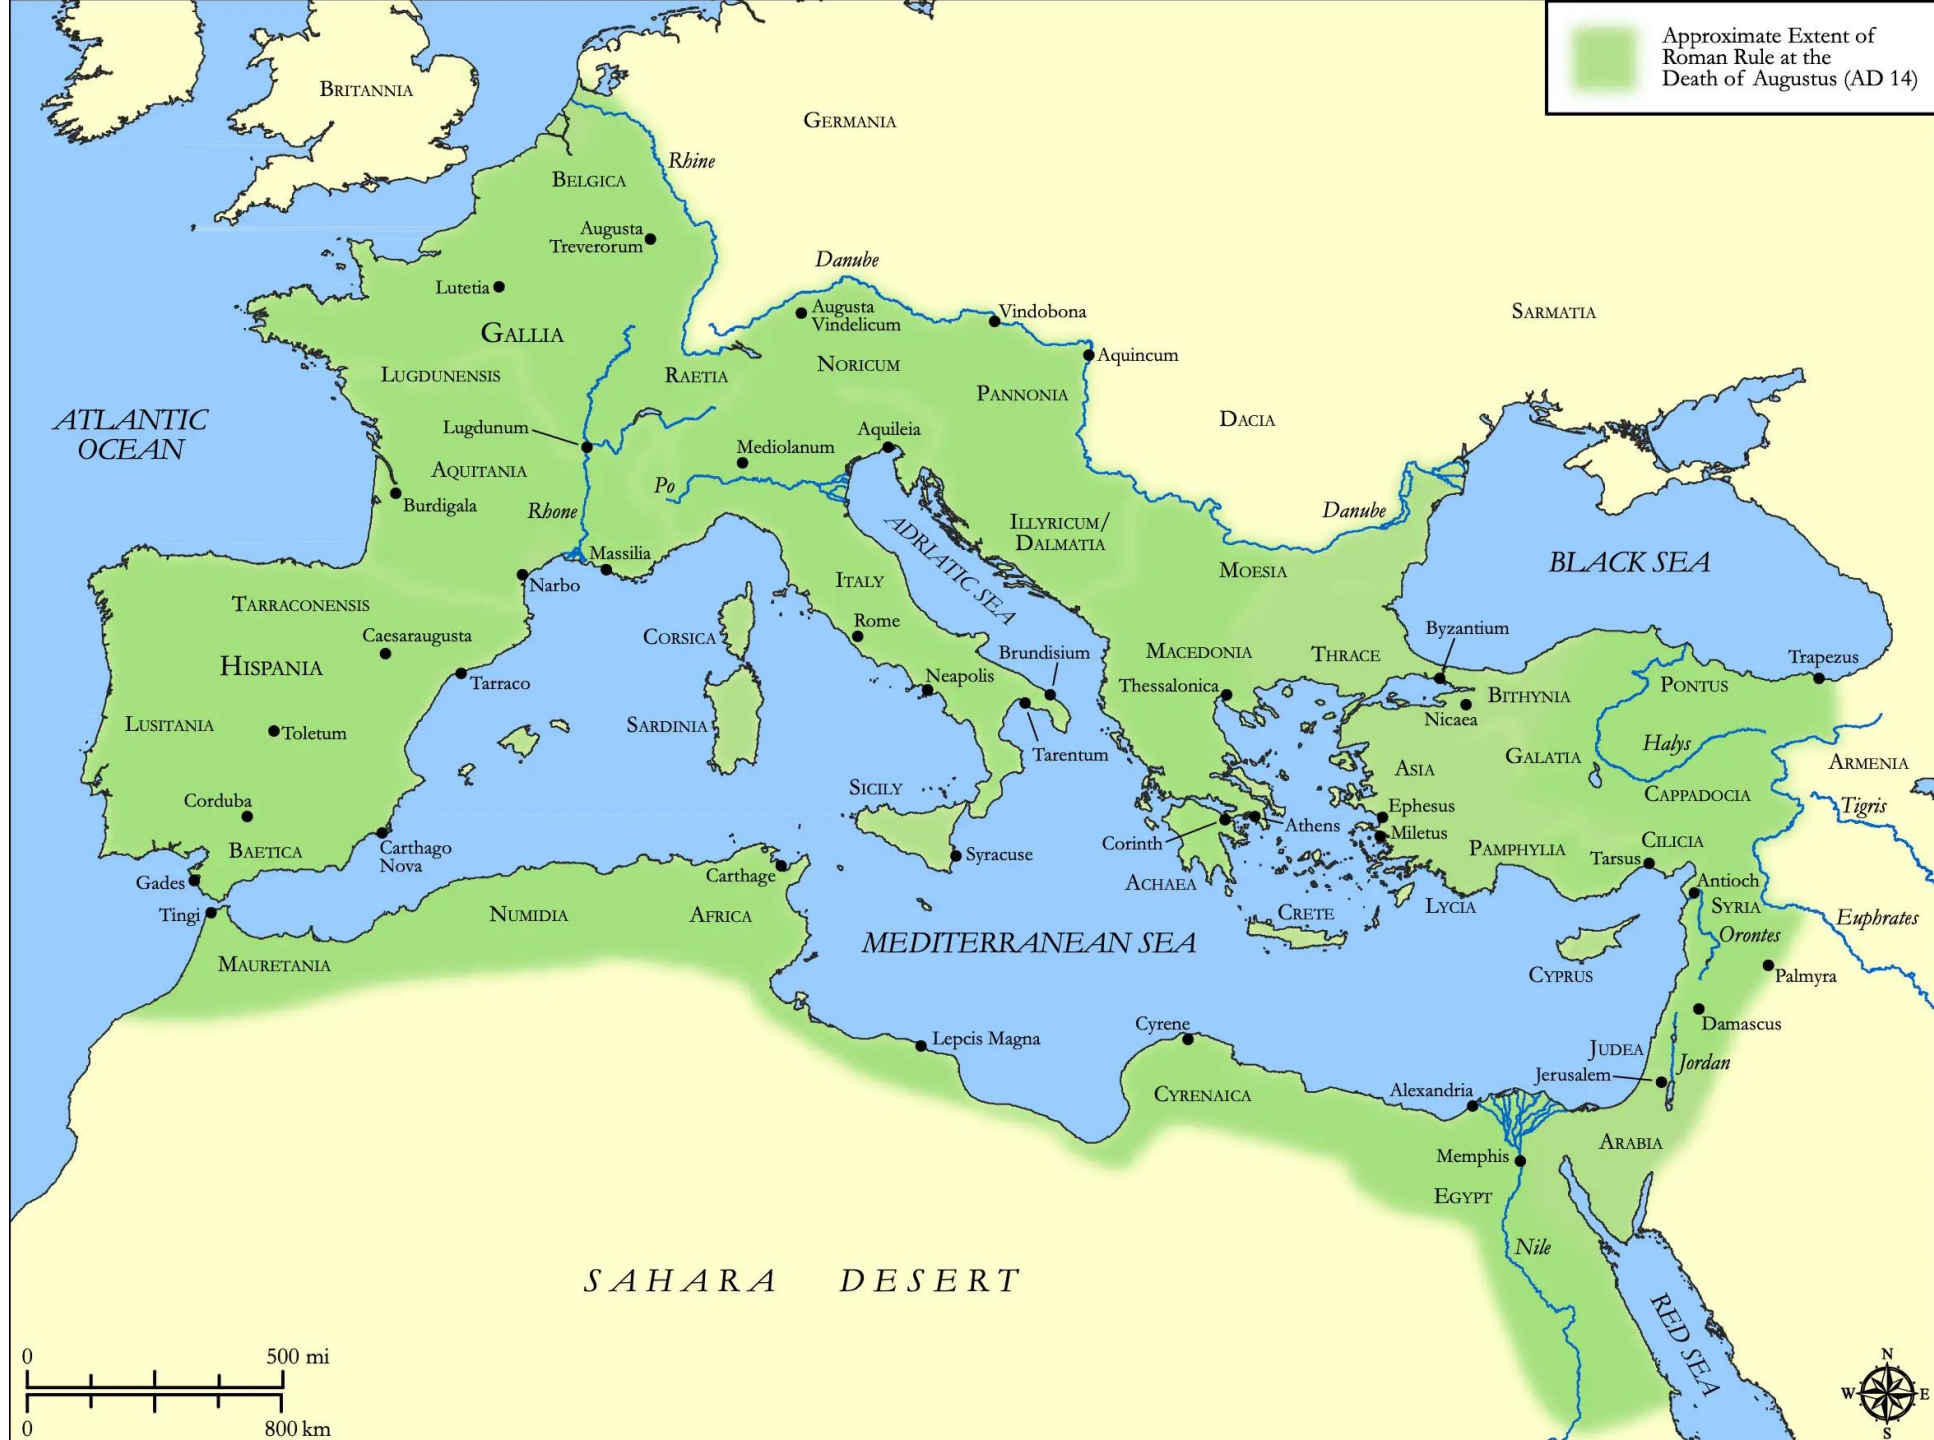 Approximate Extent of
Roman Rule at the
Death of Augustus (AD 14)
BRITANNIA
GERMANIA
Rhine
BELGICA
Augusta
Treverorum
Danube
Lutetia
Augusta
Vindelicum
Vindobona
SARMATIA
GALLIA
Aquincum
NORICUM
LUGDUNENSIS
RAETIA
PANNONIA
ATLANTIC
OCEAN
DACIA
Lugdunum
Aquileia
Mediolanum
AQUITANIA
Po
Burdigala
Rhone
Danube
ILLYRICUM/
DALMATIA
ADRIATIC SEA
Massilia
BLACK SEA
MOESIA
Narbo
ITALY
TARRACONENSIS
Rome
Byzantium
Caesaraugusta
CORSICA
Brundisium
MACEDONIA
THRACE
Trapezus
HISPANIA
Neapolis
Tarraco
Thessalonica
PONTUS
BITHYNIA
LUSITANIA
SARDINIA
Nicaea
Toletum
Halys
Tarentum
GALATIA
ARMENIA
ASIA
SICILY
CAPPADOCIA
Corduba
Ephesus
Tigris
Athens
Miletus
CILICIA
Corinth
Carthago
Nova
BAETICA
PAMPHYLIA
Syracuse
Tarsus
Carthage
Gades
ACHAEA
Antioch
Tingi
NUMIDIA
AFRICA
CRETE
LYCIA
SYRIA
Euphrates
Orontes
MEDITERRANEAN SEA
MAURETANIA
CYPRUS
Palmyra
Cyrene
Damascus
Lepcis Magna
JUDEA
Jordan
Jerusalem
Alexandria
CYRENAICA
ARABIA
Memphis
EGYPT
Nile
SAHARA DESERT
RED SEA
0 500 mi
0 800 km
N
W E
S